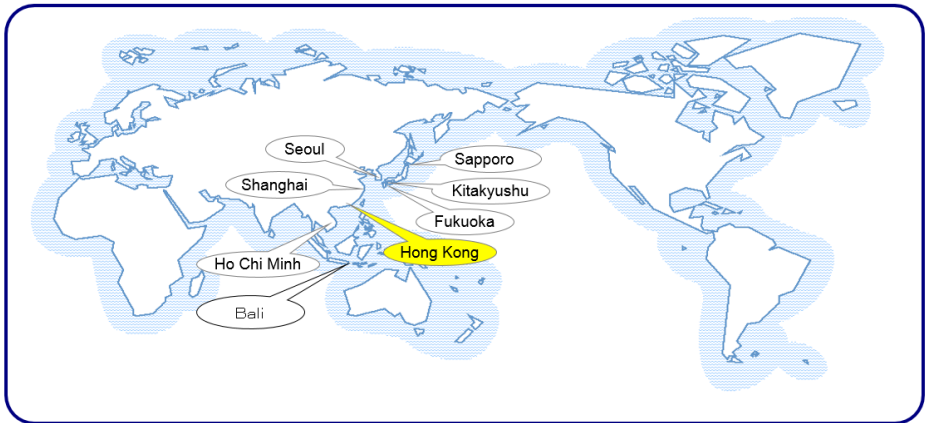 Seoul
Sapporo
Shanghai
Kitakyushu
Fukuoka
Hong Kong
Ho Chi Minh
Bali